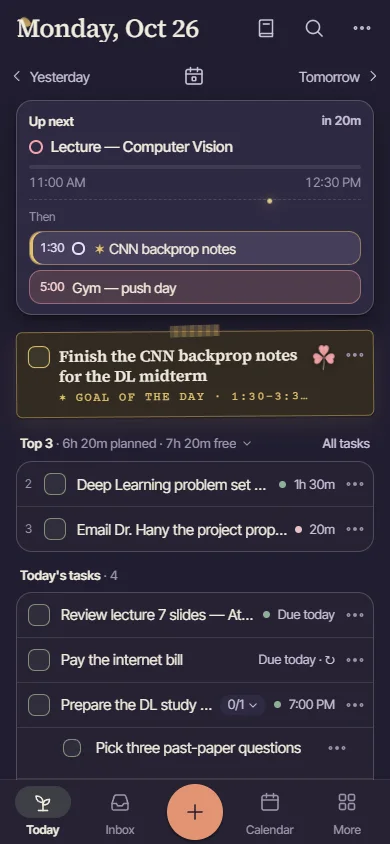 Monday, Oct 26
Yesterday
Tomorrow
Up next
in 20m
Lecture — Computer Vision
11:00 AM
12:30 PM
Then
1:30 ✶ CNN backprop notes
5:00 Gym — push day
Finish the CNN backprop notes
for the DL midterm
✶ GOAL OF THE DAY · 1:30–3:3…
Top 3 · 6h 20m planned · 7h 20m free
All tasks
2 Deep Learning problem set … 1h 30m
3 Email Dr. Hany the project prop… 20m
Today's tasks · 4
Review lecture 7 slides — At… Due today
Pay the internet bill Due today · ↻
Prepare the DL study … 0/1 7:00 PM
Pick three past-paper questions
Today
Inbox
Calendar
More